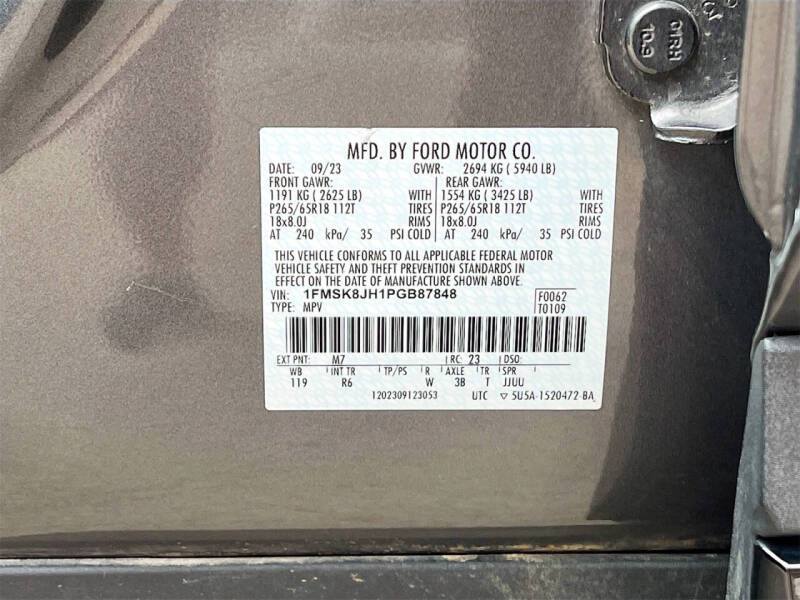 01RH
10.9
MFD. BY FORD MOTOR CO.
DATE: 09/23 GVWR: 2694 KG ( 5940 LB)
FRONT GAWR: REAR GAWR:
1191 KG ( 2625 LB) WITH 1554 KG ( 3425 LB) WITH
P265/65R18 112T TIRES P265/65R18 112T TIRES
18x8.0J RIMS 18x8.0J RIMS
AT 240 kPa/ 35 PSI COLD AT 240 kPa/ 35 PSI COLD
THIS VEHICLE CONFORMS TO ALL APPLICABLE FEDERAL MOTOR
VEHICLE SAFETY AND THEFT PREVENTION STANDARDS IN
EFFECT ON THE DATE OF MANUFACTURE SHOWN ABOVE.
VIN: 1FMSK8JH1PGB87848 F0062
TYPE: MPV T0109
EXT PNT: M7 RC: 23 DSO:
WB INT TR TP/PS R AXLE TR SPR
119 R6 W 3B T JJUU
1202309123053 UTC ▽ 5U5A-1520472-BA